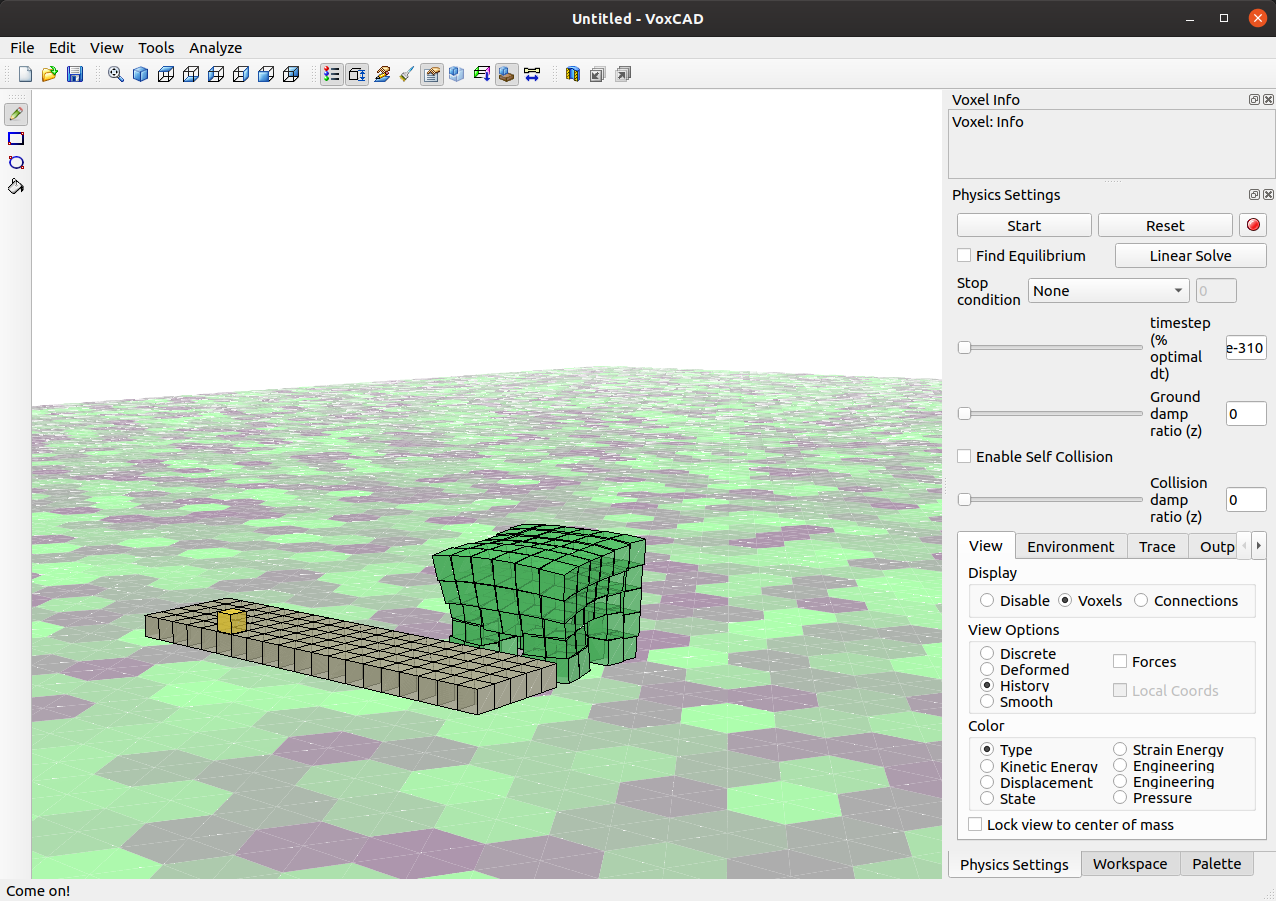 Untitled - VoxCAD
File Edit View Tools Analyze
Voxel Info
Voxel: Info
Physics Settings
Start Reset
Find Equilibrium Linear Solve
Stop condition None 0
timestep (% optimal dt) e-310
Ground damp ratio (z) 0
Enable Self Collision
Collision damp ratio (z) 0
View Environment Trace Outp
Display
Disable Voxels Connections
View Options
Discrete
Deformed
History
Smooth
Forces
Local Coords
Color
Type
Kinetic Energy
Displacement
State
Strain Energy
Engineering
Engineering
Pressure
Lock view to center of mass
Physics Settings Workspace Palette
Come on!